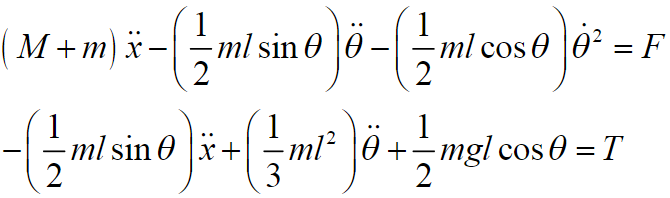 (M + m) ẍ − (1/2 ml sin θ) θ̈ − (1/2 ml cos θ) θ̇² = F
−(1/2 ml sin θ) ẍ + (1/3 ml²) θ̈ + 1/2 mgl cos θ = T